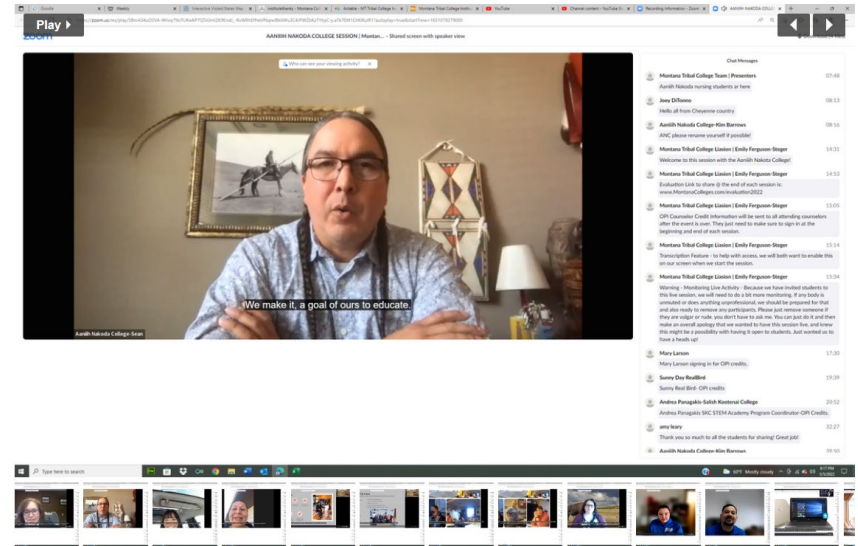 Play
zoom
AANIIIH NAKODA COLLEGE SESSION | Montan... - Shared screen with speaker view
Who can see your viewing activity?
We make it, a goal of ours to educate.
Aaniiih Nakoda College-Sean
Chat Messages
Montana Tribal College Team | Presenters 07:48
Aaniiih Nakoda nursing students ar here
Joey DiTonno 08:13
Hello all from Cheyenne country
Aaniiih Nakoda College-Kim Barrows 08:16
ANC please rename yourself if possible!
Montana Tribal College Liasion | Emily Ferguson-Steger 14:31
Welcome to this session with the Aaniiih Nakota College!
Montana Tribal College Liasion | Emily Ferguson-Steger 14:53
Evaluation Link to share @ the end of each session is:
www.MontanaColleges.com/evaluation2022
Montana Tribal College Liasion | Emily Ferguson-Steger 15:05
OPI Counselor Credit Information will be sent to all attending counselors
after the event is over. They just need to make sure to sign-in at the
beginning and end of each session.
Montana Tribal College Liasion | Emily Ferguson-Steger 15:14
Transcription Feature - to help with access, we will both want to enable this
on our screen when we start the session.
Montana Tribal College Liasion | Emily Ferguson-Steger 15:34
Warning - Monitoring Live Activity - Because we have invited students to
this live session, we will need to do a bit more monitoring. if any body is
unmuted or does anything unprofessional, we should be prepared for that
and also ready to remove any participants. Please just remove someone if
they are vulgar or rude, you don't have to ask me. You can just do it and then
make an overall apology that we wanted to have this session live, and knew
this might be a possibility with having it open to students. Just wanted us to
have a heads up!
Mary Larson 17:30
Mary Larson signing in for OPI credits.
Sunny Day RealBird 19:39
Sunny Real Bird- OPI credits
Andrea Panagakis-Salish Kootenai College 20:52
Andrea Panagakis SKC STEM Academy Program Coordinator-OPI Credits.
amy leary 32:27
Thank you so much to all the students for sharing! Great job!
Aaniiih Nakoda College-Kim Barrows
Type here to search
60°F Mostly cloudy